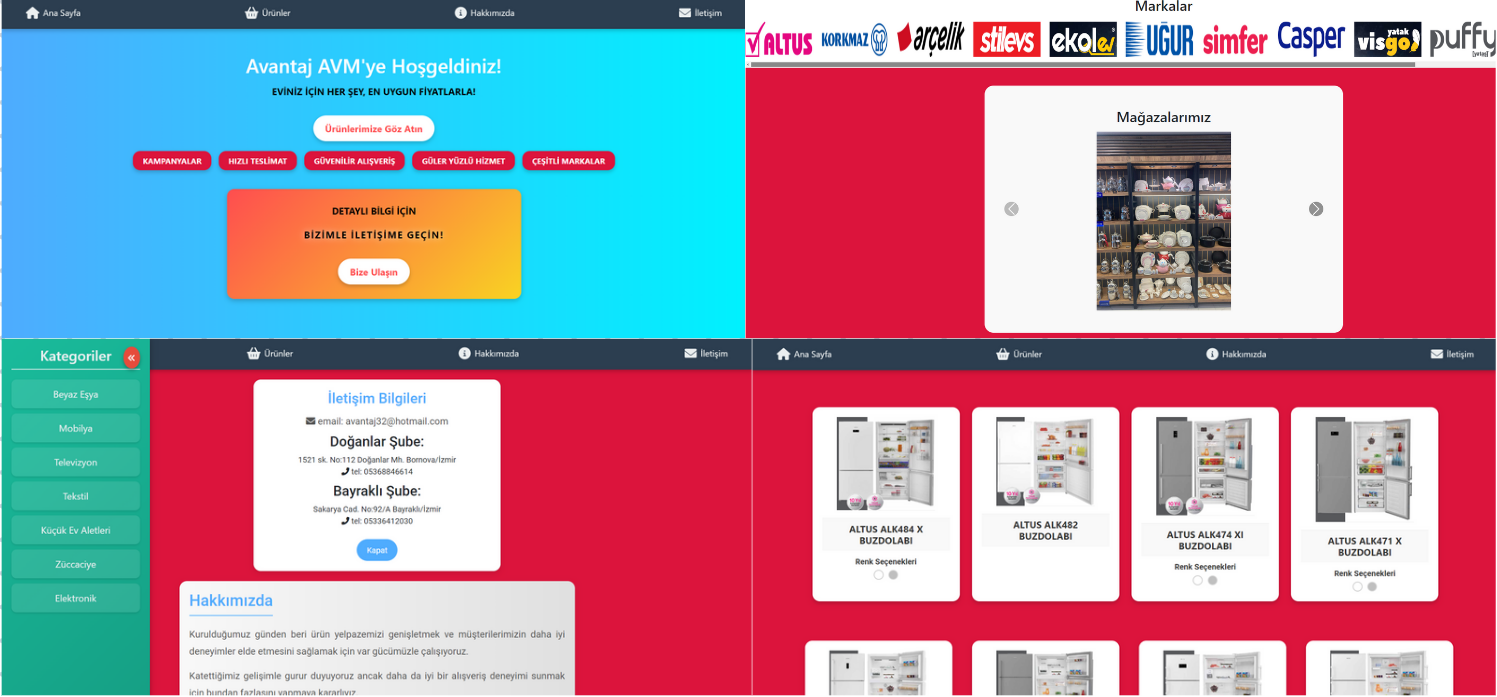 Ana Sayfa
Ürünler
Hakkımızda
İletişim
Avantaj AVM'ye Hoşgeldiniz!
EVİNİZ İÇİN HER ŞEY, EN UYGUN FİYATLARLA!
Ürünlerimize Göz Atın
KAMPANYALAR
HIZLI TESLİMAT
GÜVENİLİR ALIŞVERİŞ
GÜLER YÜZLÜ HİZMET
ÇEŞİTLİ MARKALAR
DETAYLI BİLGİ İÇİN
BİZİMLE İLETİŞİME GEÇİN!
Bize Ulaşın
Markalar
ALTUS
KORKMAZ
arçelik
stilevs
ekolev
UĞUR
simfer
Casper
yatak
visgo
puffy
Mağazalarımız
Kategoriler «
Beyaz Eşya
Mobilya
Televizyon
Tekstil
Küçük Ev Aletleri
Züccaciye
Elektronik
Ürünler
Hakkımızda
İletişim
İletişim Bilgileri
email: avantaj32@hotmail.com
Doğanlar Şube:
1521 sk. No:112 Doğanlar Mh. Bornova/İzmir
tel: 05368846614
Bayraklı Şube:
Sakarya Cad. No:92/A Bayraklı/İzmir
tel: 05336412030
Kapat
Hakkımızda
Kurulduğumuz günden beri ürün yelpazemizi genişletmek ve müşterilerimizin daha iyi
deneyimler elde etmesini sağlamak için var gücümüzle çalışıyoruz.
Katettiğimiz gelişimle gurur duyuyoruz ancak daha da iyi bir alışveriş deneyimi sunmak
için bundan fazlasını yapmaya kararlıyız.
Ana Sayfa
Ürünler
Hakkımızda
İletişim
ALTUS ALK484 X
BUZDOLABI
Renk Seçenekleri
ALTUS ALK482
BUZDOLABI
ALTUS ALK474 XI
BUZDOLABI
Renk Seçenekleri
ALTUS ALK471 X
BUZDOLABI
Renk Seçenekleri